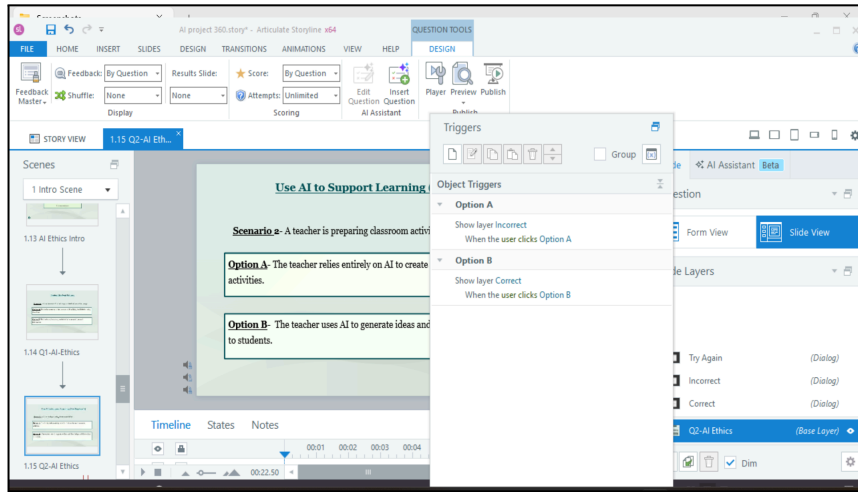 AI project 360.story* - Articulate Storyline x64
QUESTION TOOLS
FILE HOME INSERT SLIDES DESIGN TRANSITIONS ANIMATIONS VIEW HELP DESIGN
Feedback: By Question Results Slide: Score: By Question
Shuffle: None None Attempts: Unlimited
Feedback Master Edit Question Insert Question Player Preview Publish
Display Scoring AI Assistant Publish
STORY VIEW 1.15 Q2-AI Eth...
Triggers
Group
Object Triggers
Option A
Show layer Incorrect
When the user clicks Option A
Option B
Show layer Correct
When the user clicks Option B
Scenes
1 Intro Scene
1.13 AI Ethics Intro
1.14 Q1-AI-Ethics
1.15 Q2-AI Ethics
Use AI to Support Learning
Scenario 2- A teacher is preparing classroom activi
Option A- The teacher relies entirely on AI to create
activities.
Option B- The teacher uses AI to generate ideas and
to students.
Timeline States Notes
00:01 00:02 00:03 00:04
00:22.50
AI Assistant Beta
estion
Form View Slide View
de Layers
Try Again (Dialog)
Incorrect (Dialog)
Correct (Dialog)
Q2-AI Ethics (Base Layer)
Dim